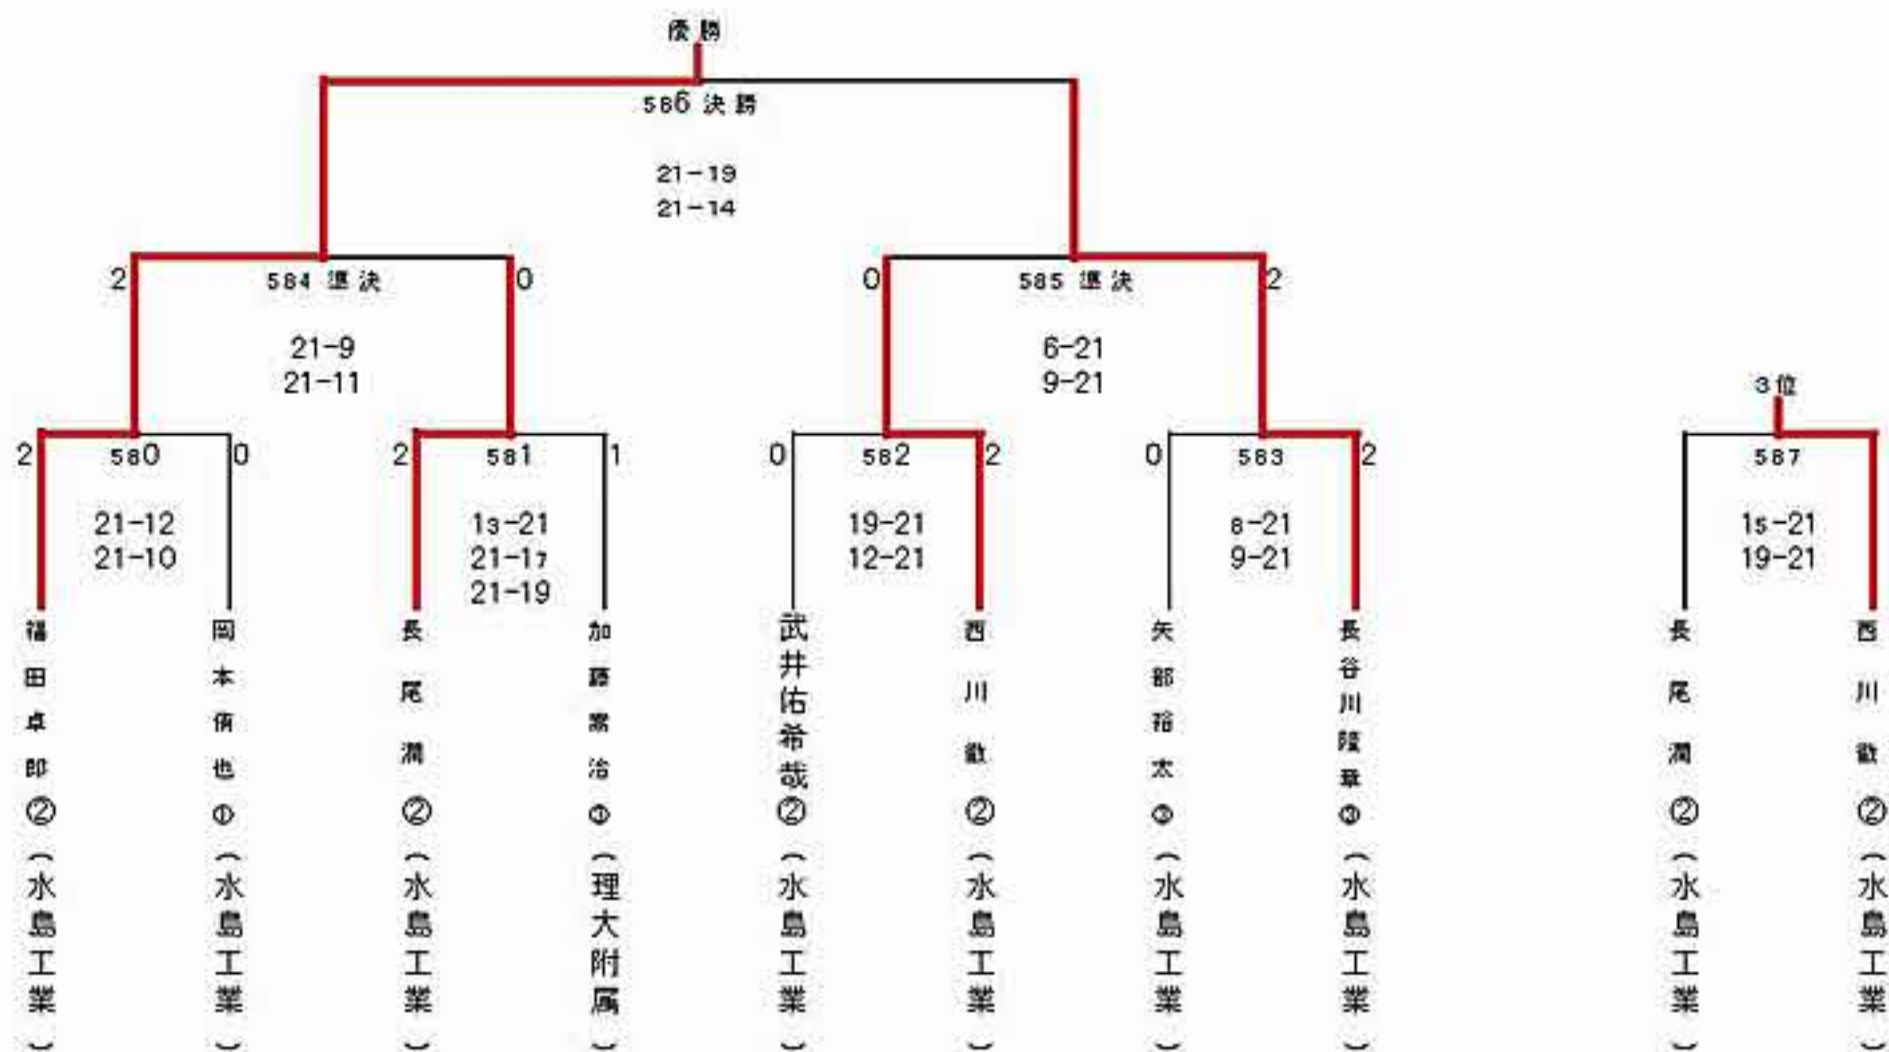 優勝
586 決勝
21-19
21-14
2 584 準決 0
0 585 準決 2
21-9
21-11
6-21
9-21
3位
2 580 0
2 581 1
0 582 2
0 583 2
587
21-12
21-10
13-21
21-17
21-19
19-21
12-21
8-21
9-21
15-21
19-21
福田卓郎②(水島工業)
岡本侑也①(水島工業)
長尾潤②(水島工業)
加藤治①(理大附属)
武井佑希哉②(水島工業)
西川徹②(水島工業)
矢部裕太③(水島工業)
長谷川隆章③(水島工業)
長尾潤②(水島工業)
西川徹②(水島工業)